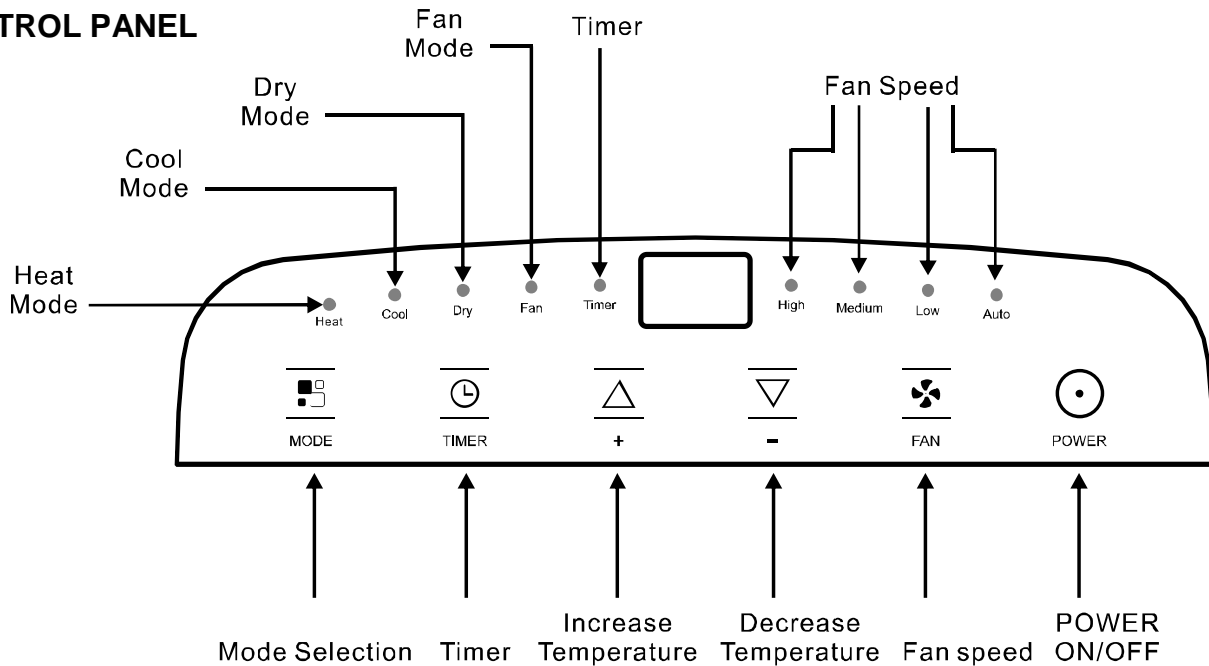 TROL PANEL
Fan
Mode
Timer
Dry
Mode
Fan Speed
Cool
Mode
Heat
Mode
Heat
Cool
Dry
Fan
Timer
High
Medium
Low
Auto
MODE
TIMER
+
-
FAN
POWER
Mode Selection
Timer
Increase
Temperature
Decrease
Temperature
Fan speed
POWER
ON/OFF